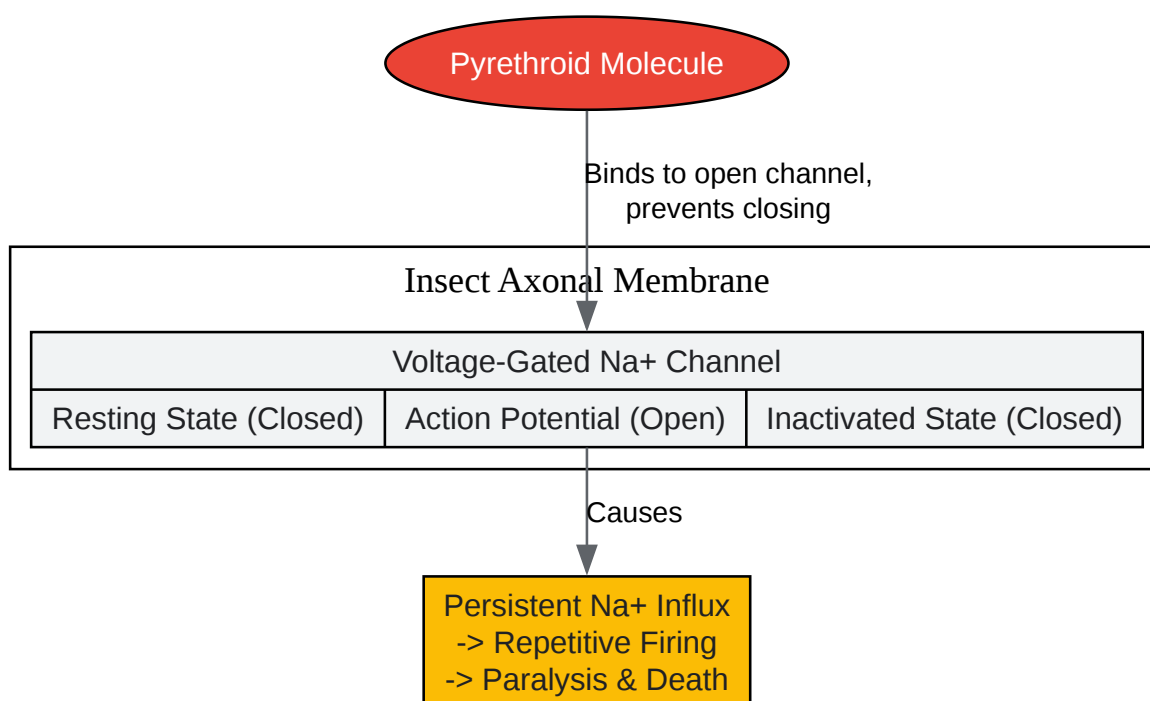 Pyrethroid Molecule
Binds to open channel,
prevents closing
Insect Axonal Membrane
Voltage-Gated Na+ Channel
Resting State (Closed)
Action Potential (Open)
Inactivated State (Closed)
Causes
Persistent Na+ Influx
-> Repetitive Firing
-> Paralysis & Death